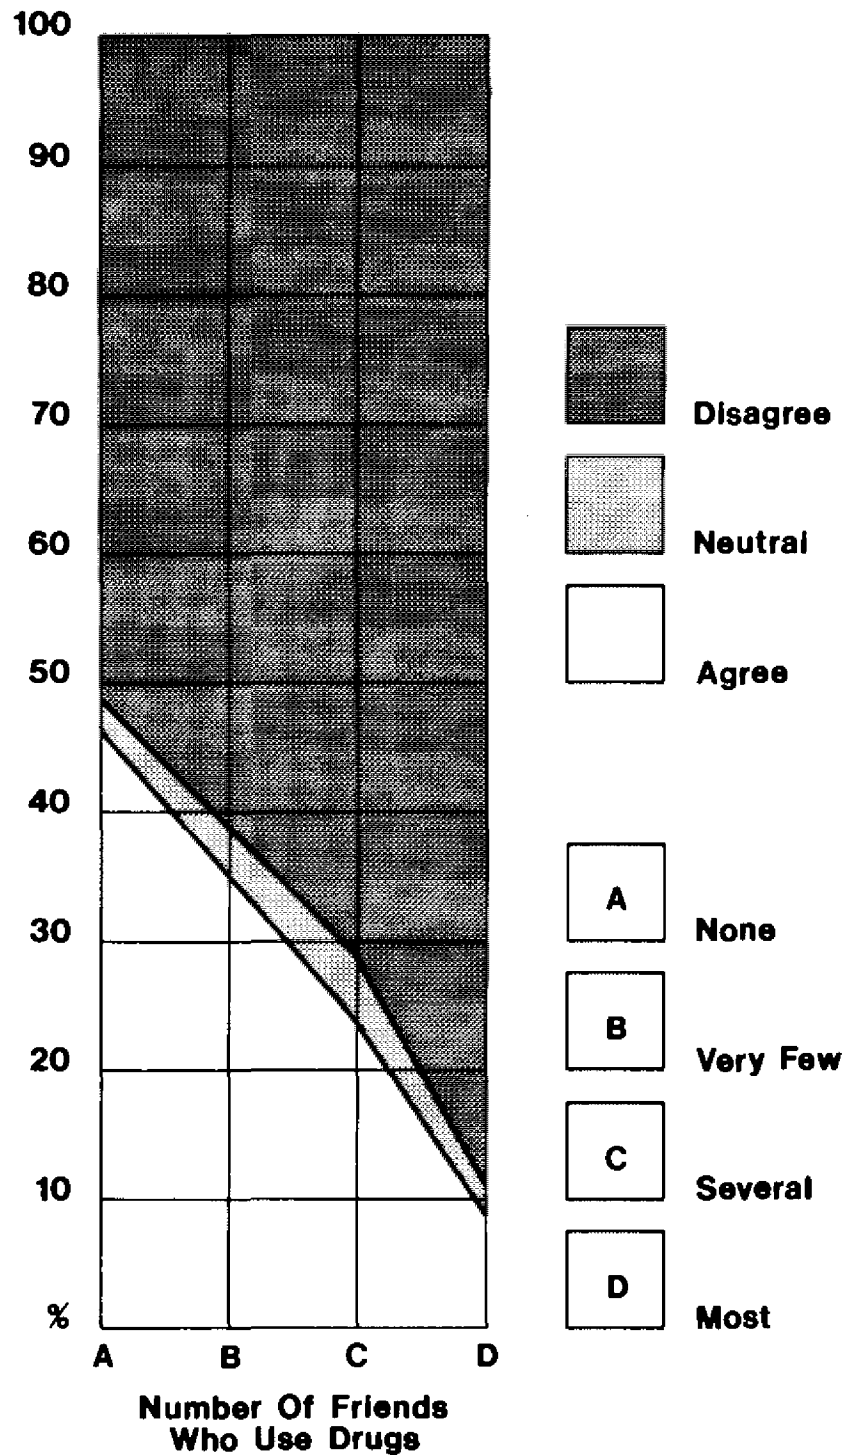 100
90
80
70
60
50
40
30
20
10
%
A B C D
Number Of Friends
Who Use Drugs
Disagree
Neutral
Agree
A
None
B
Very Few
C
Several
D
Most